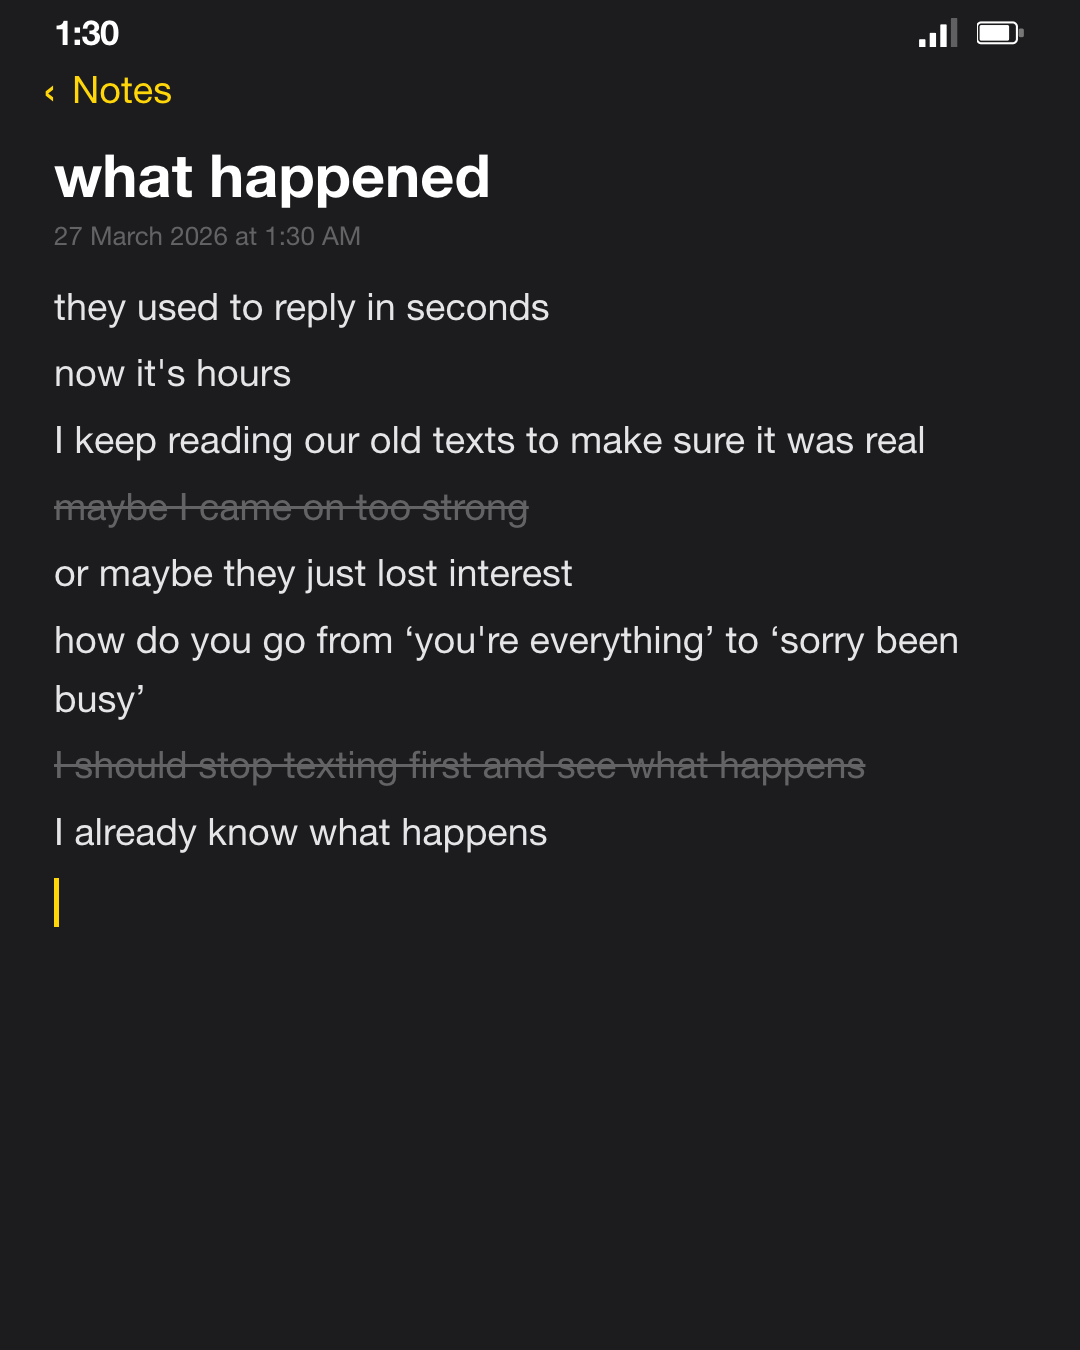 1:30
‹ Notes
what happened
27 March 2026 at 1:30 AM
they used to reply in seconds
now it's hours
I keep reading our old texts to make sure it was real
maybe I came on too strong
or maybe they just lost interest
how do you go from ‘you're everything’ to ‘sorry been
busy’
I should stop texting first and see what happens
I already know what happens